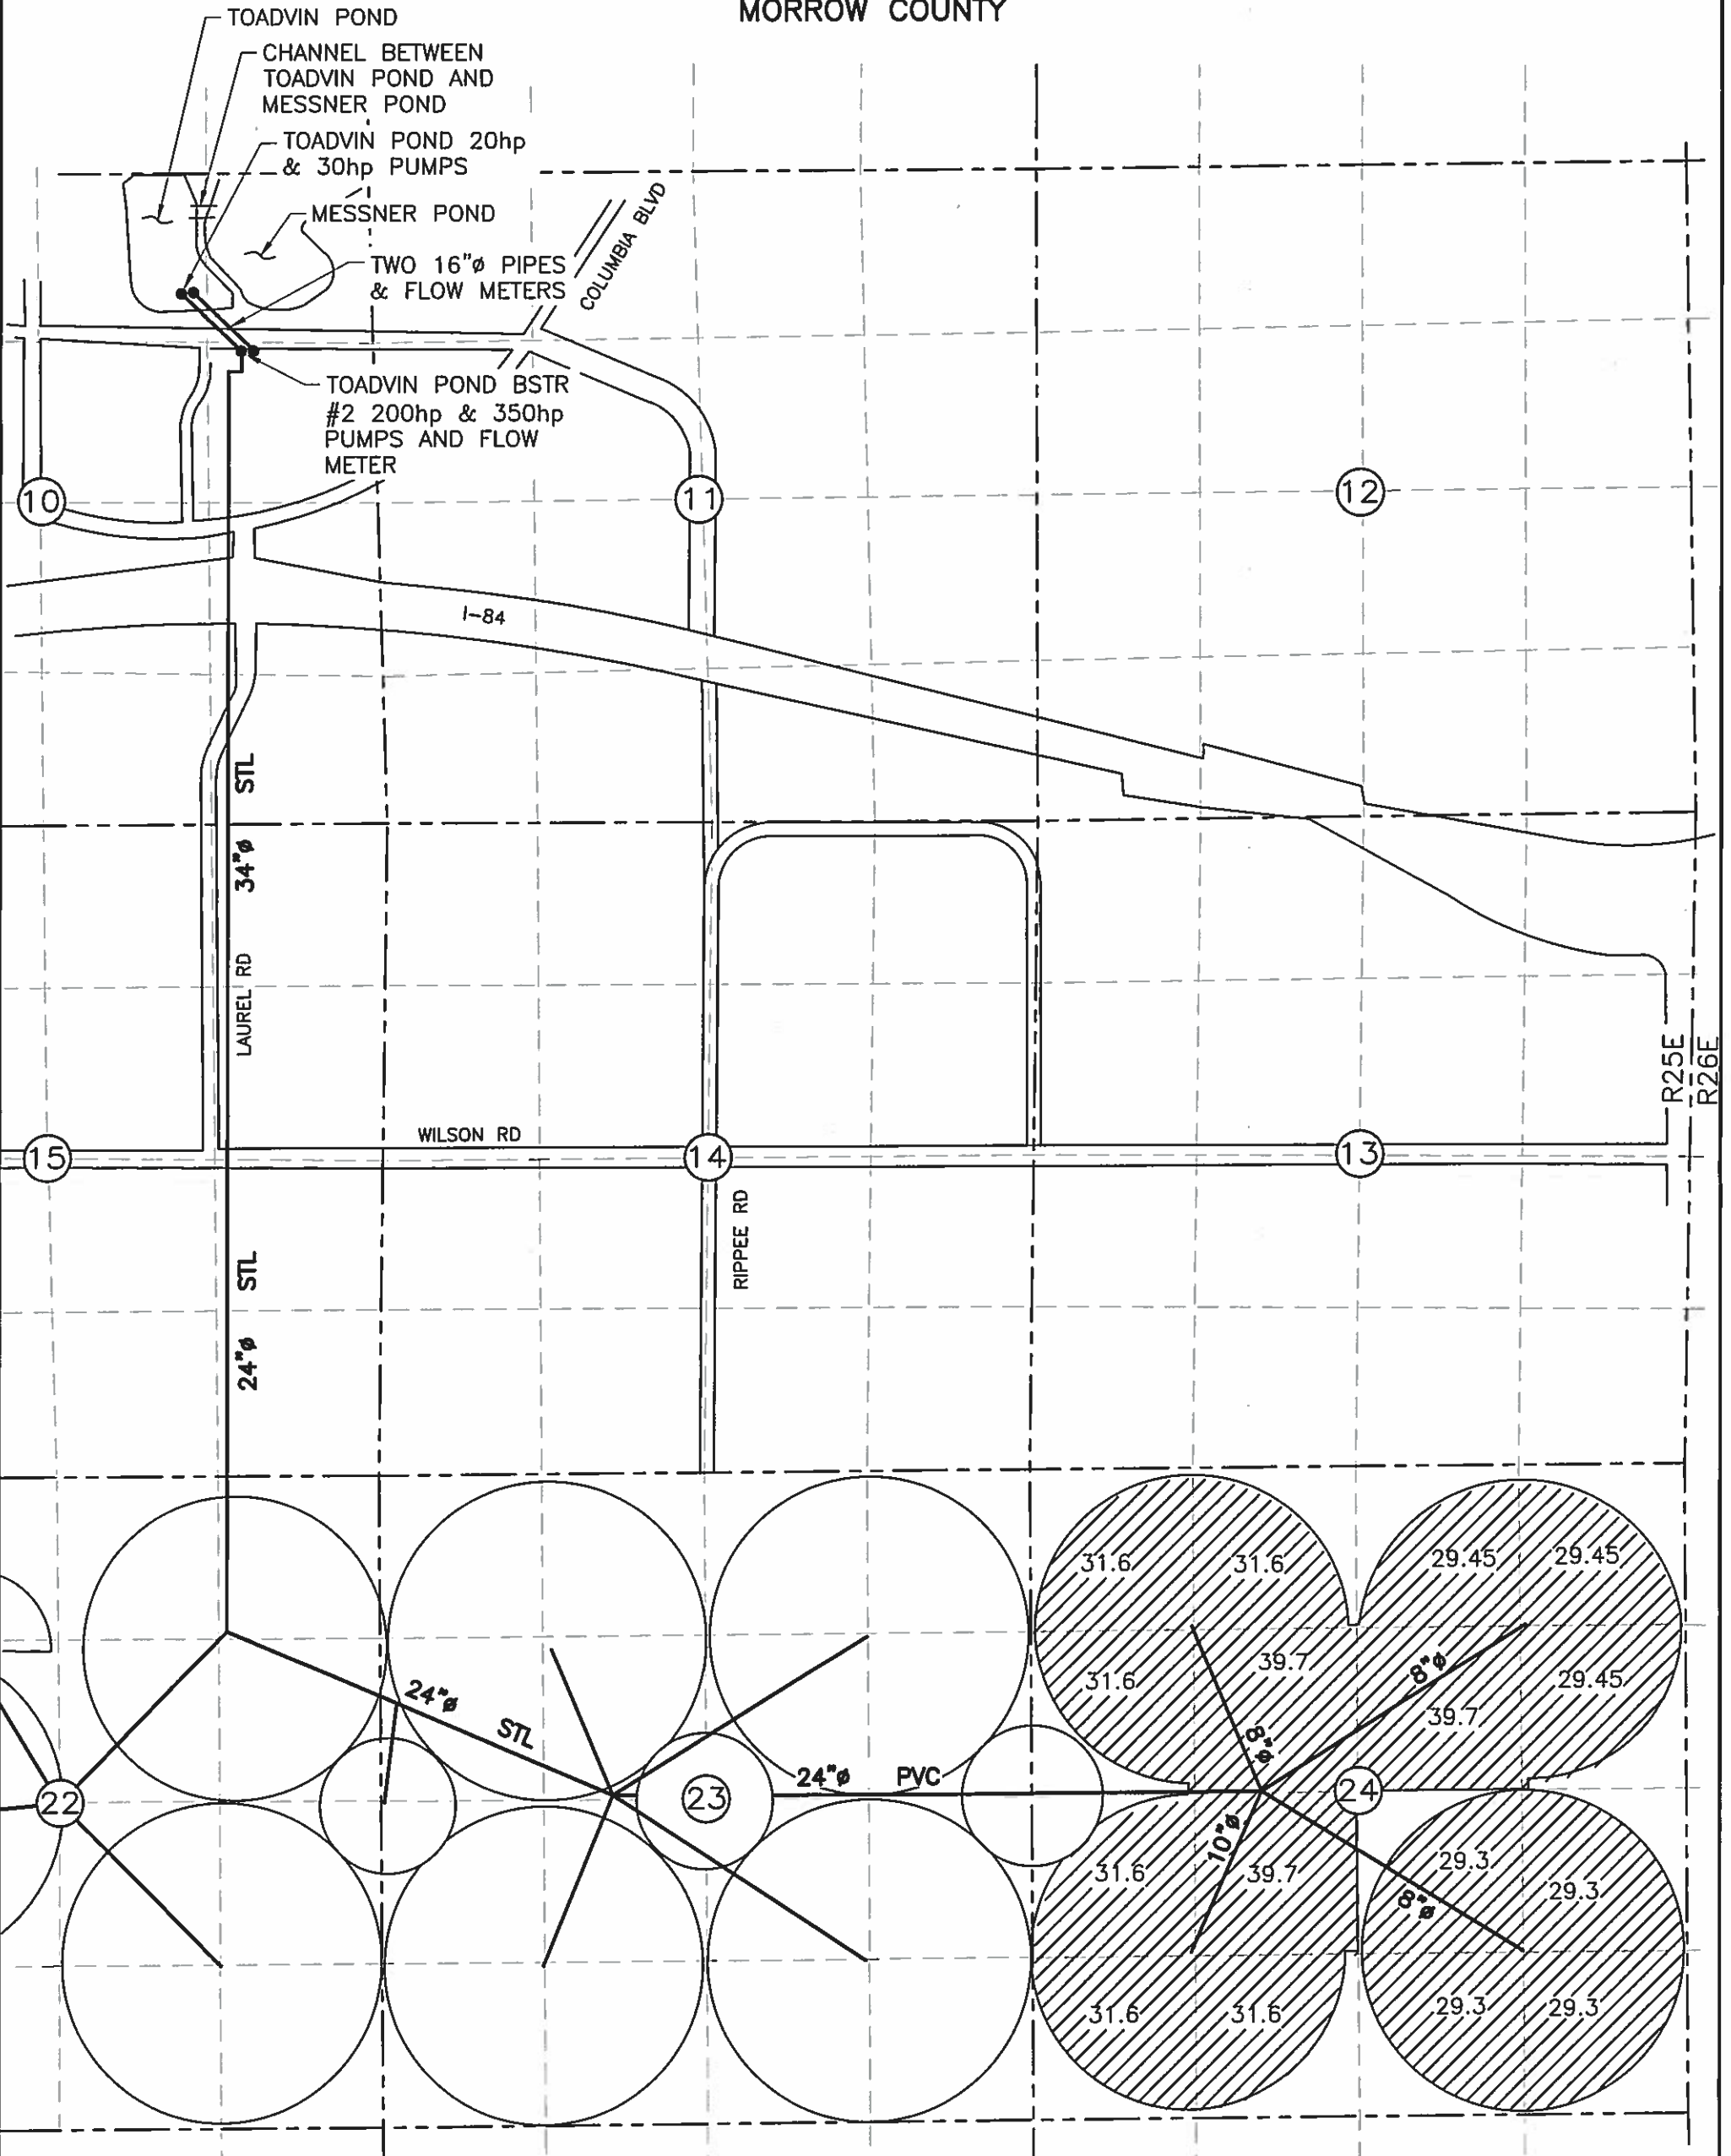 MORROW COUNTY
TOADVIN POND
CHANNEL BETWEEN
TOADVIN POND AND
MESSNER POND
TOADVIN POND 20hp
& 30hp PUMPS
MESSNER POND
TWO 16"ø PIPES
& FLOW METERS
COLUMBIA BLVD
TOADVIN POND BSTR
#2 200hp & 350hp
PUMPS AND FLOW
METER
10
11
12
I-84
STL
34"ø
LAUREL RD
R25E
R26E
WILSON RD
15
14
13
RIPPEE RD
STL
24"ø
31.6
31.6
29.45
29.45
31.6
39.7
8"ø
29.45
39.7
24"ø
STL
8"ø
24"ø
PVC
22
23
24
10"ø
31.6
39.7
29.3
29.3
8"ø
31.6
31.6
29.3
29.3